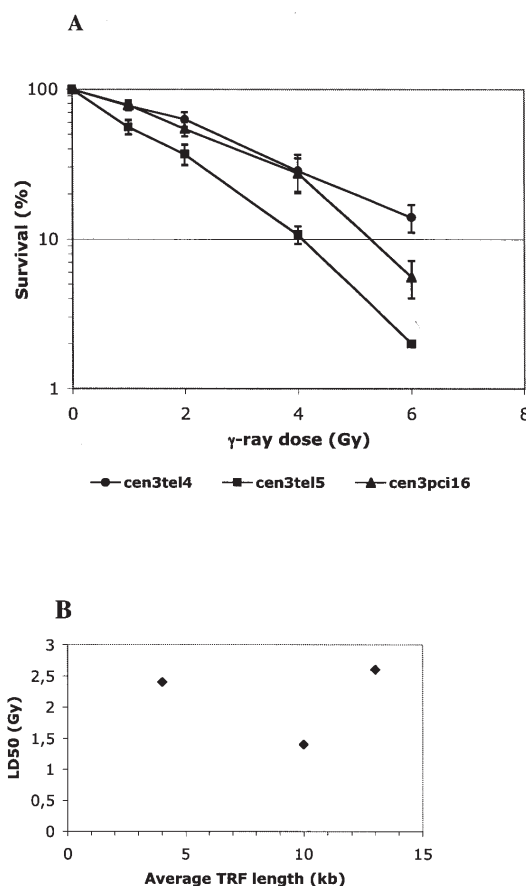 A
100
10
1
Survival (%)
0 2 4 6 8
γ-ray dose (Gy)
cen3tel4 cen3tel5 cen3pci16
B
3
2,5
2
1,5
1
0,5
0
LD50 (Gy)
0 5 10 15
Average TRF length (kb)